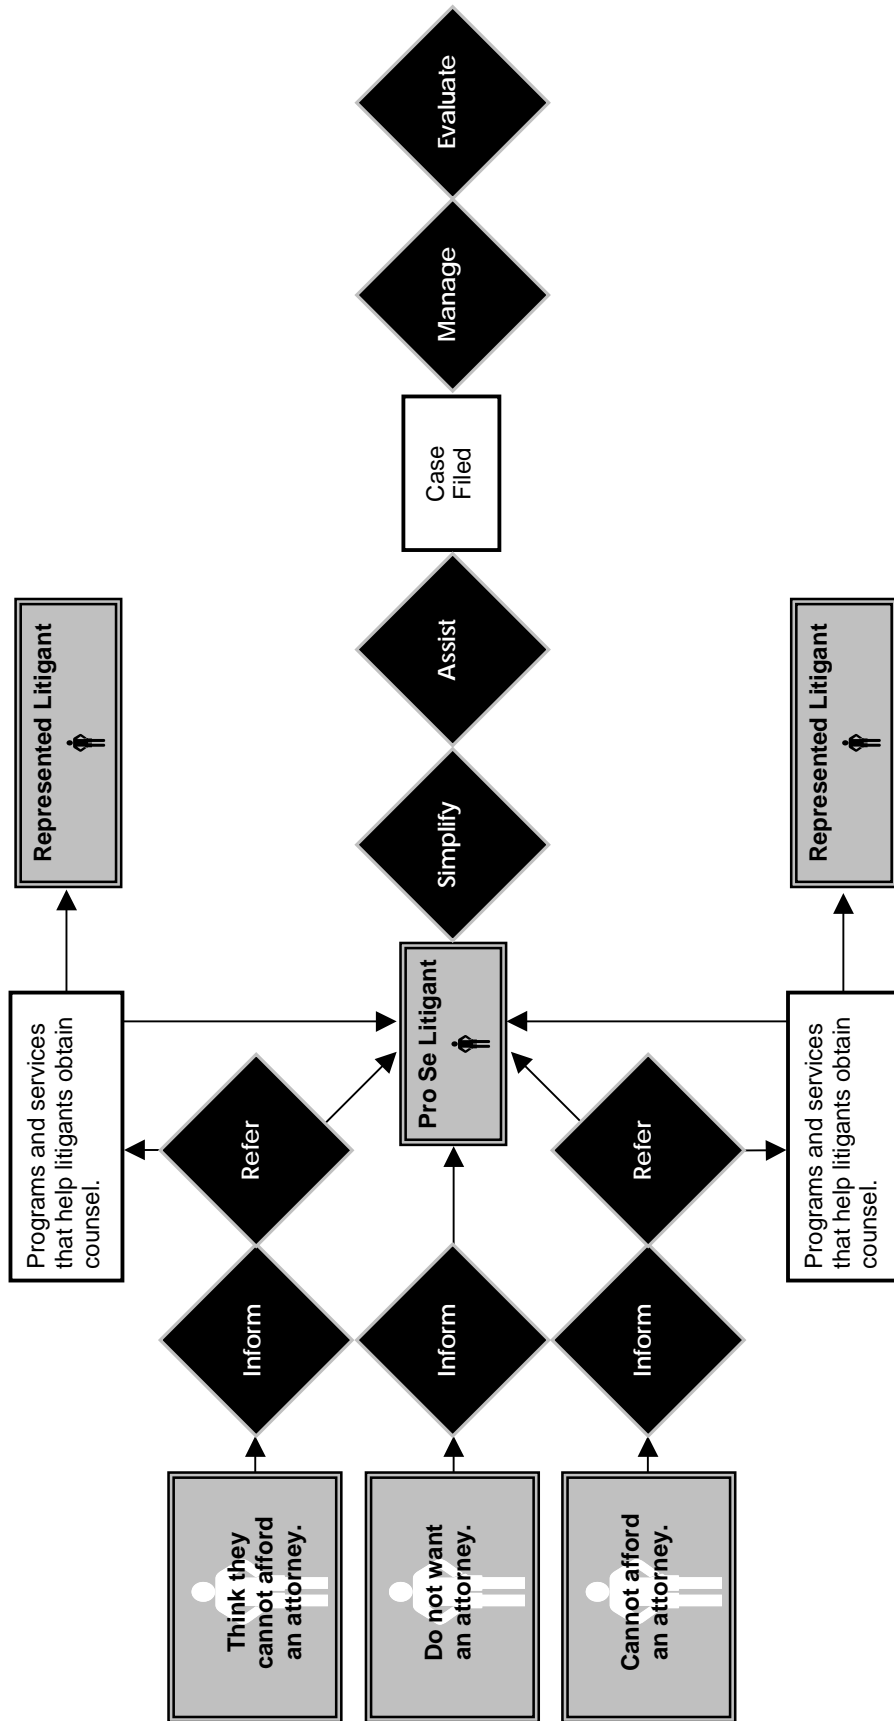 Think they
cannot afford
an attorney.
Do not want
an attorney.
Cannot afford
an attorney.
Inform
Inform
Inform
Refer
Refer
Programs and services
that help litigants obtain
counsel.
Programs and services
that help litigants obtain
counsel.
Represented Litigant
Pro Se Litigant
Represented Litigant
Simplify
Assist
Case
Filed
Manage
Evaluate